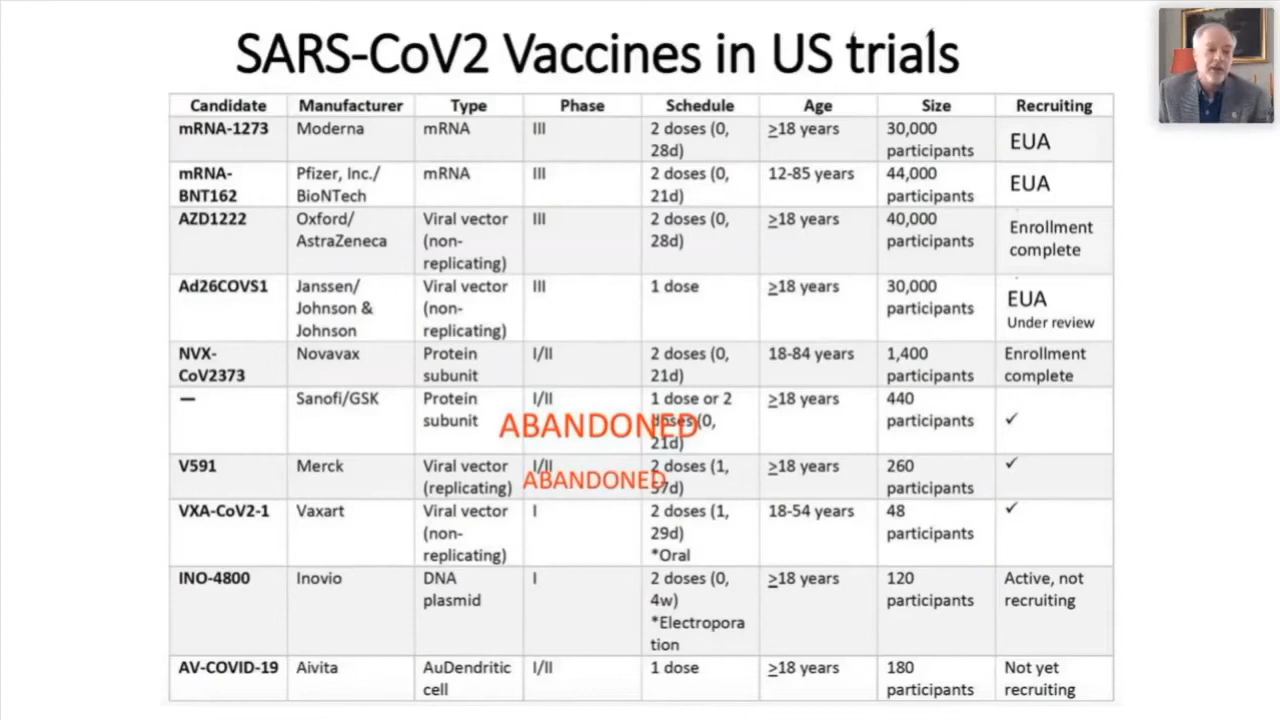 SARS-CoV2 Vaccines in US trials
Candidate Manufacturer Type Phase Schedule Age Size Recruiting
mRNA-1273 Moderna mRNA III 2 doses (0, ≥18 years 30,000 EUA
28d) participants
mRNA- Pfizer, Inc./ mRNA III 2 doses (0, 12-85 years 44,000 EUA
BNT162 BioNTech 21d) participants
AZD1222 Oxford/ Viral vector III 2 doses (0, ≥18 years 40,000 Enrollment
AstraZeneca (non- 28d) participants complete
replicating)
Ad26COVS1 Janssen/ Viral vector III 1 dose ≥18 years 30,000 EUA
Johnson & (non- participants Under review
Johnson replicating)
NVX- Novavax Protein I/II 2 doses (0, 18-84 years 1,400 Enrollment
CoV2373 subunit 21d) participants complete
— Sanofi/GSK Protein I/II 1 dose or 2 ≥18 years 440 ✓
subunit ABANDONED doses (0, participants
21d)
V591 Merck Viral vector I/II 2 doses (1, ≥18 years 260 ✓
(replicating) ABANDONED 57d) participants
VXA-CoV2-1 Vaxart Viral vector I 2 doses (1, 18-54 years 48 ✓
(non- 29d) participants
replicating) *Oral
INO-4800 Inovio DNA I 2 doses (0, ≥18 years 120 Active, not
plasmid 4w) participants recruiting
*Electropora
tion
AV-COVID-19 Aivita AuDendritic I/II 1 dose ≥18 years 180 Not yet
cell participants recruiting